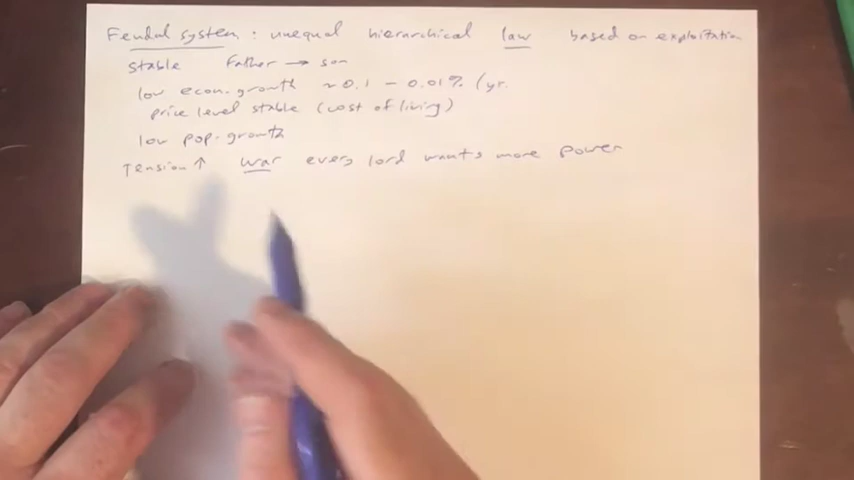 Feudal system : unequal hierarchical law based on exploitation
stable Father → son
low econ. growth ~0.1 - 0.01% / yr.
price level stable (cost of living)
low pop. growth
Tension ↑ war every lord wants more power